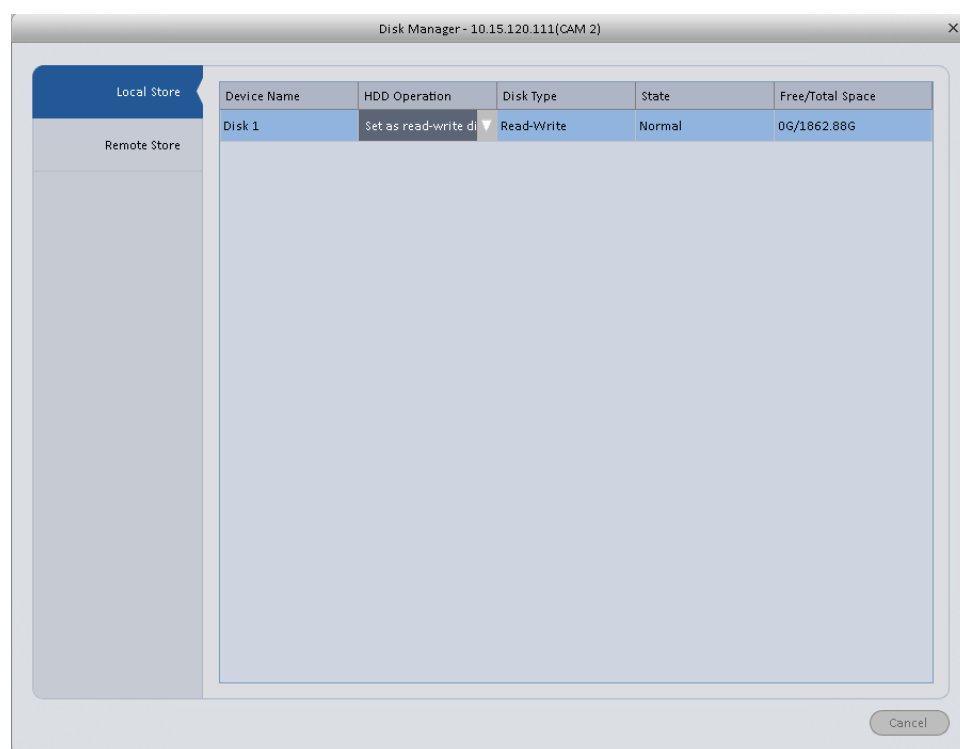 Disk Manager - 10.15.120.111(CAM 2)
Local Store
Remote Store
Device Name HDD Operation Disk Type State Free/Total Space
Disk 1 Set as read-write di Read-Write Normal 0G/1862.88G
Cancel